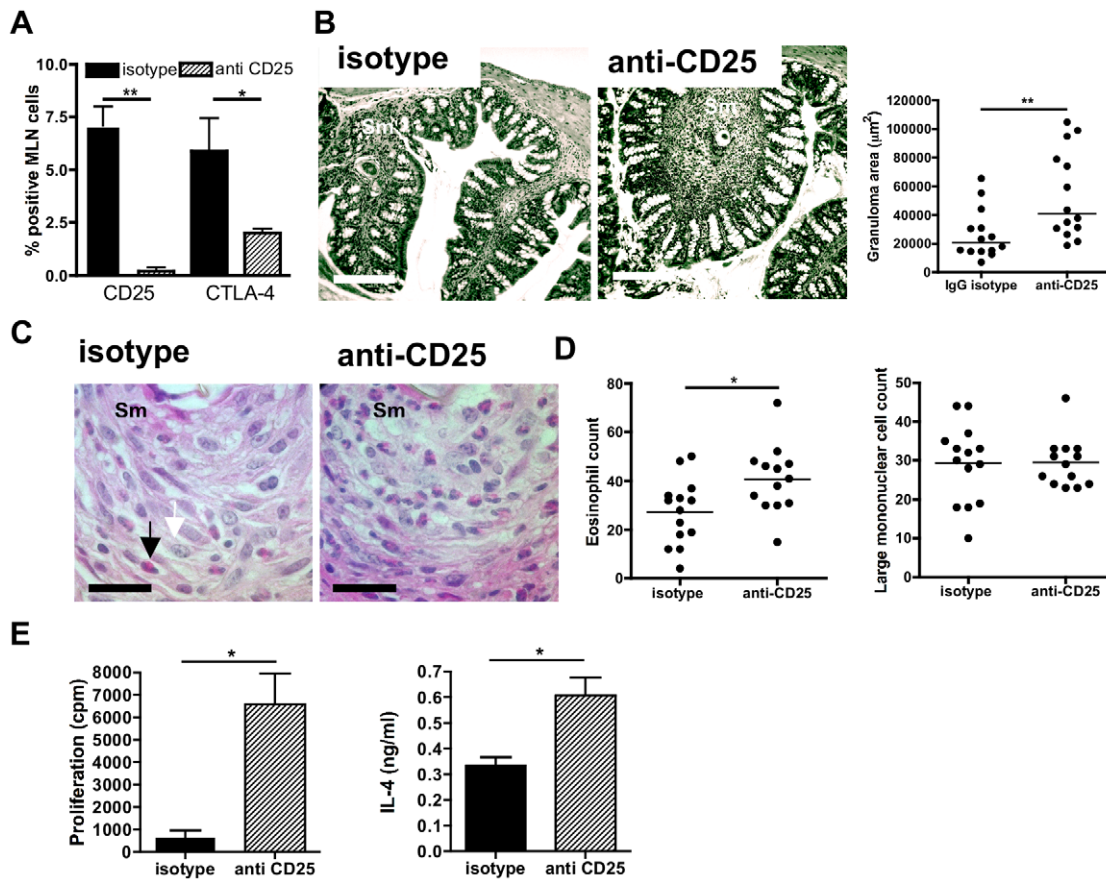 A
10.0
7.5
5.0
2.5
0.0
% positive MLN cells
isotype
anti CD25
**
*
CD25
CTLA-4
B
isotype
anti-CD25
Sm
Sm
Granuloma area (μm²)
120000
100000
80000
60000
40000
20000
0
**
IgG isotype
anti-CD25
C
isotype
anti-CD25
Sm
Sm
D
Eosinophil count
80
60
40
20
0
*
isotype
anti-CD25
Large mononuclear cell count
50
40
30
20
10
0
isotype
anti-CD25
E
Proliferation (cpm)
8000
7000
6000
5000
4000
3000
2000
1000
0
*
isotype
anti CD25
IL-4 (ng/ml)
0.7
0.6
0.5
0.4
0.3
0.2
0.1
0.0
*
isotype
anti CD25